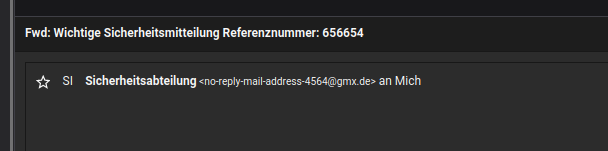 Fwd: Wichtige Sicherheitsmitteilung Referenznummer: 656654
SI Sicherheitsabteilung <no-reply-mail-address-4564@gmx.de> an Mich